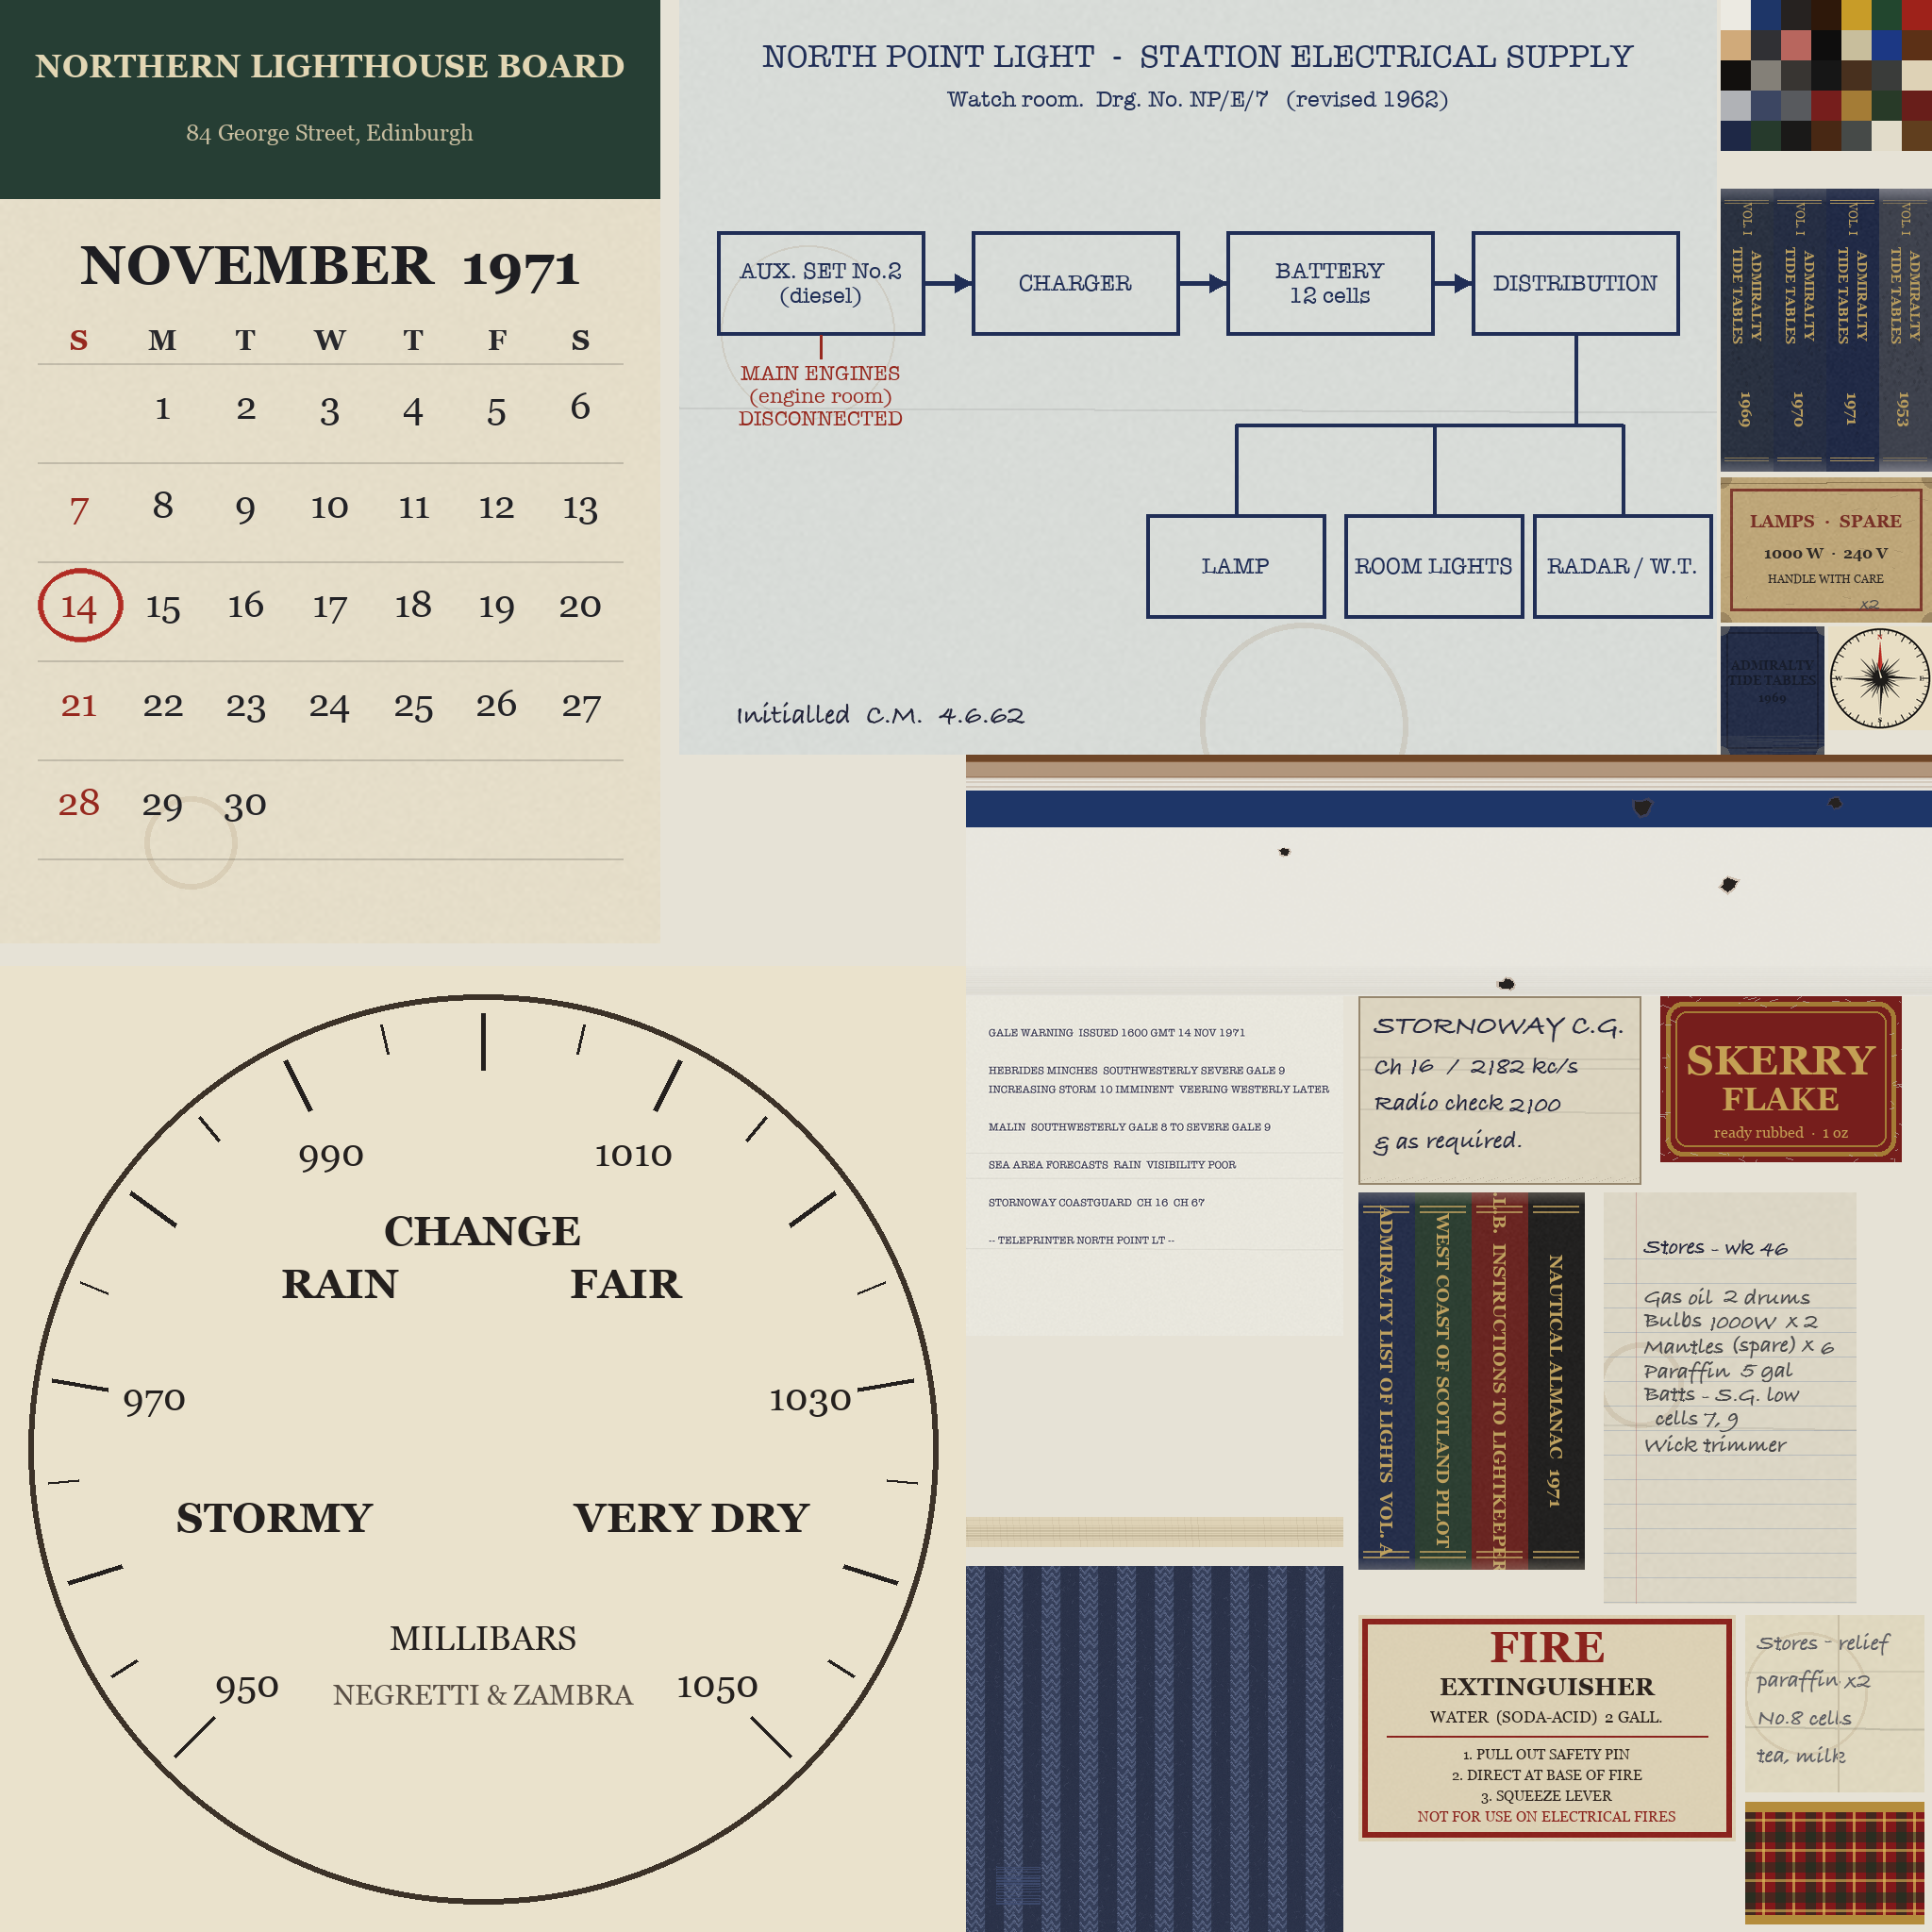 NORTHERN LIGHTHOUSE BOARD
84 George Street, Edinburgh
NOVEMBER 1971
S M T W T F S
1 2 3 4 5 6
7 8 9 10 11 12 13
14 15 16 17 18 19 20
21 22 23 24 25 26 27
28 29 30
NORTH POINT LIGHT - STATION ELECTRICAL SUPPLY
Watch room. Drg. No. NP/E/7 (revised 1962)
AUX. SET No.2
(diesel)
CHARGER
BATTERY
12 cells
DISTRIBUTION
MAIN ENGINES
(engine room)
DISCONNECTED
LAMP
ROOM LIGHTS
RADAR / W.T.
Initialled C.M. 4.6.62
VOL. I
ADMIRALTY
TIDE TABLES
1969
VOL. I
ADMIRALTY
TIDE TABLES
1970
VOL. I
ADMIRALTY
TIDE TABLES
1971
VOL. I
ADMIRALTY
TIDE TABLES
1953
LAMPS · SPARE
1000 W · 240 V
HANDLE WITH CARE
x2
ADMIRALTY
TIDE TABLES
1969
N
W E
S
990 1010
CHANGE
RAIN FAIR
970 1030
STORMY VERY DRY
MILLIBARS
950 NEGRETTI & ZAMBRA 1050
GALE WARNING ISSUED 1600 GMT 14 NOV 1971
HEBRIDES MINCHES SOUTHWESTERLY SEVERE GALE 9
INCREASING STORM 10 IMMINENT VEERING WESTERLY LATER
MALIN SOUTHWESTERLY GALE 8 TO SEVERE GALE 9
SEA AREA FORECASTS RAIN VISIBILITY POOR
STORNOWAY COASTGUARD CH 16 CH 67
-- TELEPRINTER NORTH POINT LT --
STORNOWAY C.G.
Ch 16 / 2182 kc/s
Radio check 2100
& as required.
SKERRY
FLAKE
ready rubbed · 1 oz
ADMIRALTY LIST OF LIGHTS VOL. A
WEST COAST OF SCOTLAND PILOT
.L.B. INSTRUCTIONS TO LIGHTKEEPER
NAUTICAL ALMANAC 1971
Stores - wk 46
Gas oil 2 drums
Bulbs 1000W x 2
Mantles (spare) x 6
Paraffin 5 gal
Batts - S.G. low
cells 7, 9
Wick trimmer
FIRE
EXTINGUISHER
WATER (SODA-ACID) 2 GALL.
1. PULL OUT SAFETY PIN
2. DIRECT AT BASE OF FIRE
3. SQUEEZE LEVER
NOT FOR USE ON ELECTRICAL FIRES
Stores - relief
paraffin x2
No.8 cells
tea, milk